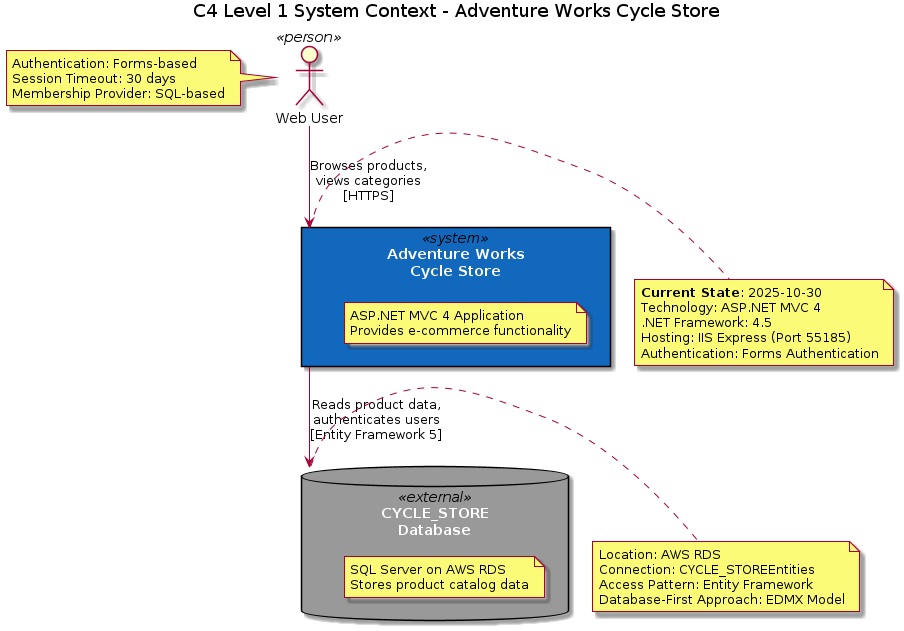 C4 Level 1 System Context - Adventure Works Cycle Store
«person»
Web User
Authentication: Forms-based
Session Timeout: 30 days
Membership Provider: SQL-based
Browses products,
views categories
[HTTPS]
«system»
Adventure Works
Cycle Store
ASP.NET MVC 4 Application
Provides e-commerce functionality
Current State: 2025-10-30
Technology: ASP.NET MVC 4
.NET Framework: 4.5
Hosting: IIS Express (Port 55185)
Authentication: Forms Authentication
Reads product data,
authenticates users
[Entity Framework 5]
«external»
CYCLE_STORE
Database
SQL Server on AWS RDS
Stores product catalog data
Location: AWS RDS
Connection: CYCLE_STOREEntities
Access Pattern: Entity Framework
Database-First Approach: EDMX Model